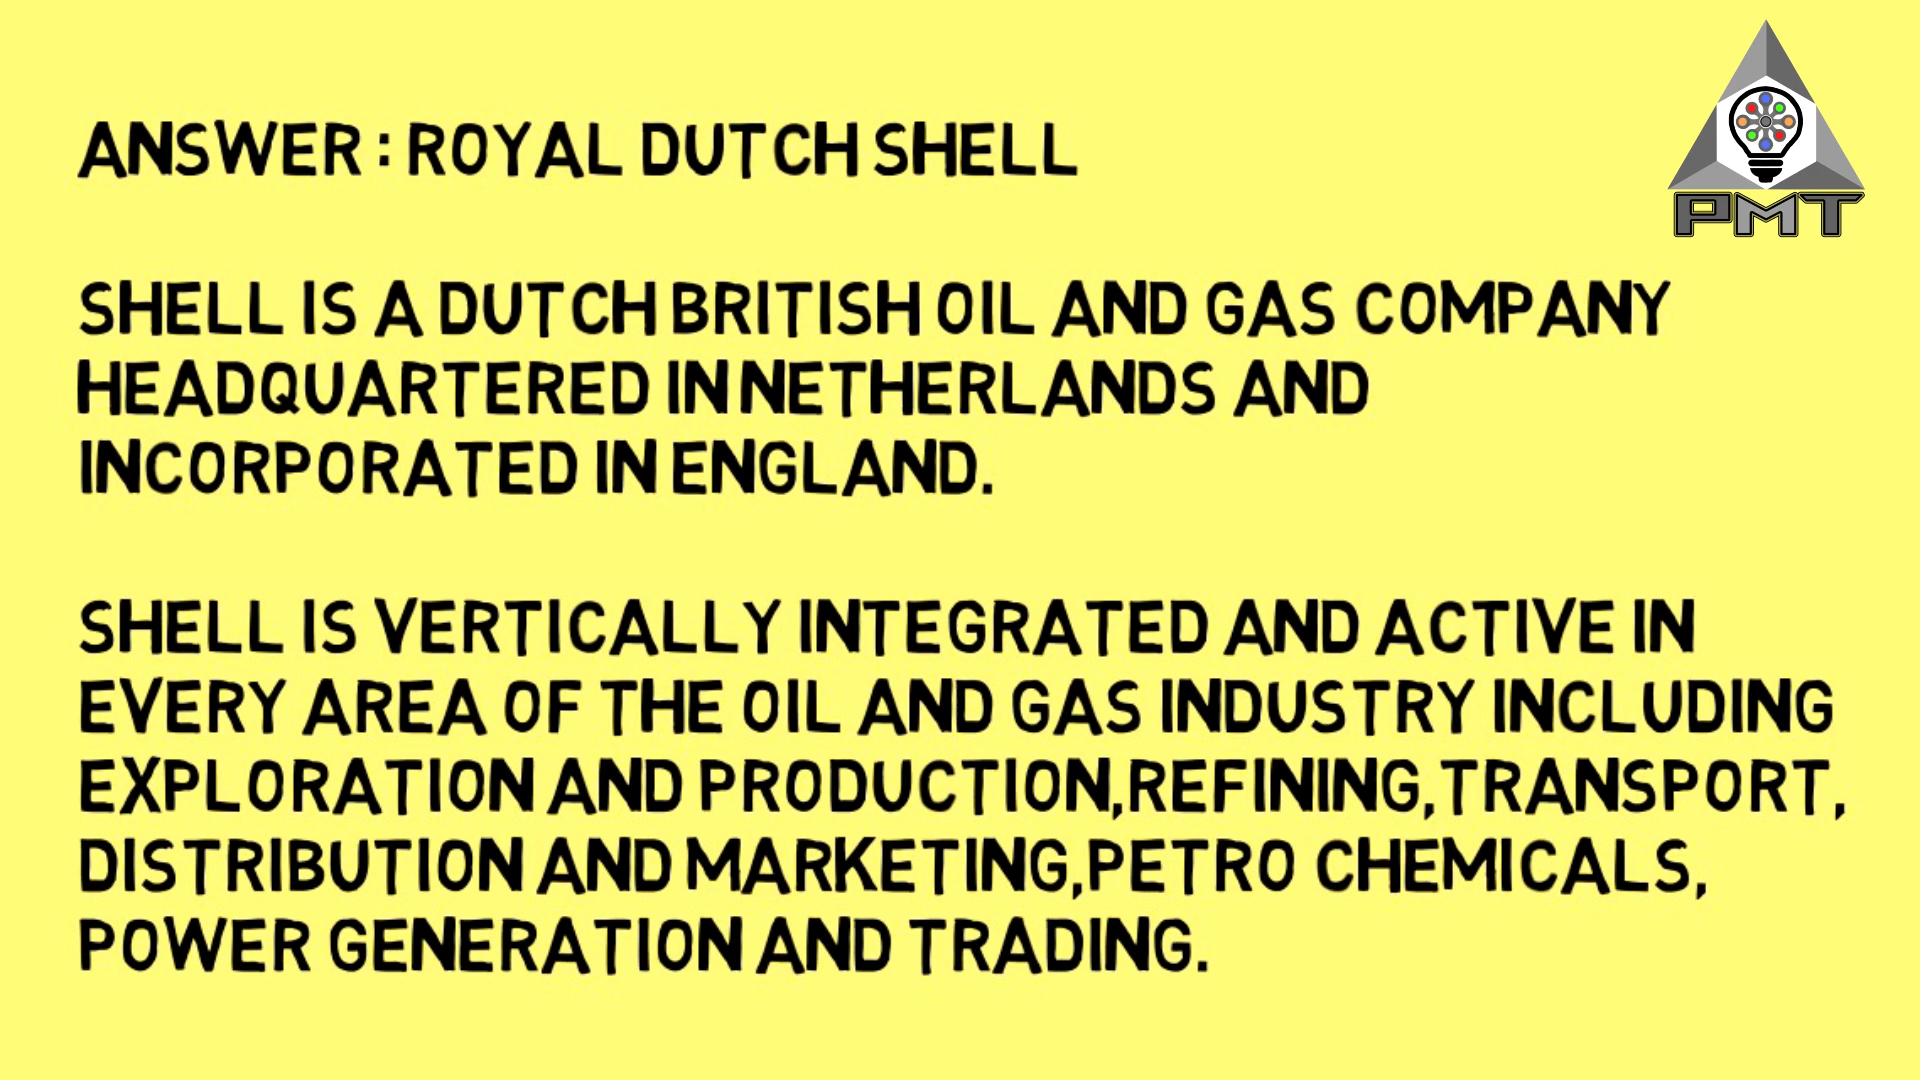 ANSWER : ROYAL DUTCH SHELL
PMT
SHELL IS A DUTCH BRITISH OIL AND GAS COMPANY
HEADQUARTERED IN NETHERLANDS AND
INCORPORATED IN ENGLAND.
SHELL IS VERTICALLY INTEGRATED AND ACTIVE IN
EVERY AREA OF THE OIL AND GAS INDUSTRY INCLUDING
EXPLORATION AND PRODUCTION,REFINING,TRANSPORT,
DISTRIBUTION AND MARKETING,PETRO CHEMICALS,
POWER GENERATION AND TRADING.